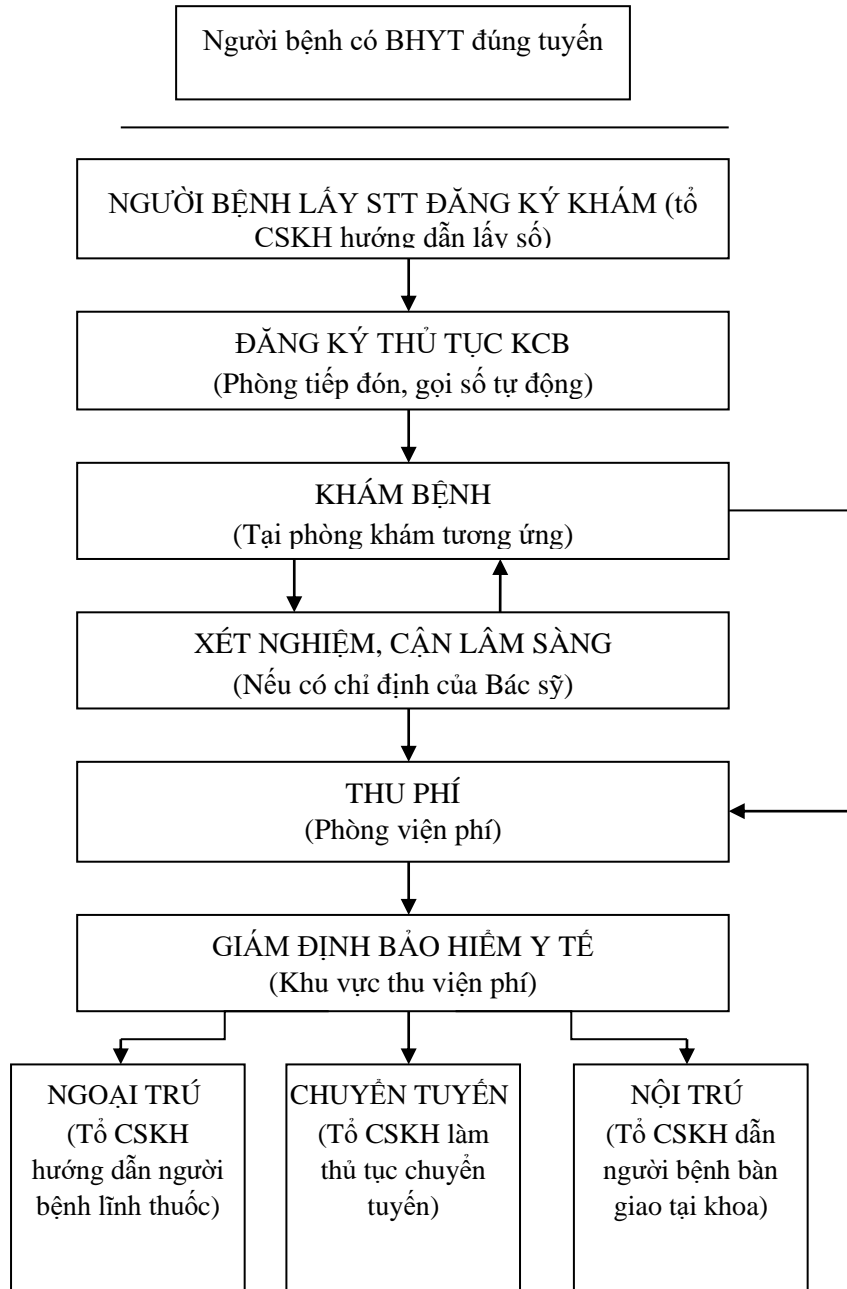 Người bệnh có BHYT đúng tuyến
NGƯỜI BỆNH LẤY STT ĐĂNG KÝ KHÁM (tổ
CSKH hướng dẫn lấy số)
ĐĂNG KÝ THỦ TỤC KCB
(Phòng tiếp đón, gọi số tự động)
KHÁM BỆNH
(Tại phòng khám tương ứng)
XÉT NGHIỆM, CẬN LÂM SÀNG
(Nếu có chỉ định của Bác sỹ)
THU PHÍ
(Phòng viện phí)
GIÁM ĐỊNH BẢO HIỂM Y TẾ
(Khu vực thu viện phí)
NGOẠI TRÚ
(Tổ CSKH
hướng dẫn người
bệnh lĩnh thuốc)
CHUYỂN TUYẾN
(Tổ CSKH làm
thủ tục chuyển
tuyến)
NỘI TRÚ
(Tổ CSKH dẫn
người bệnh bàn
giao tại khoa)